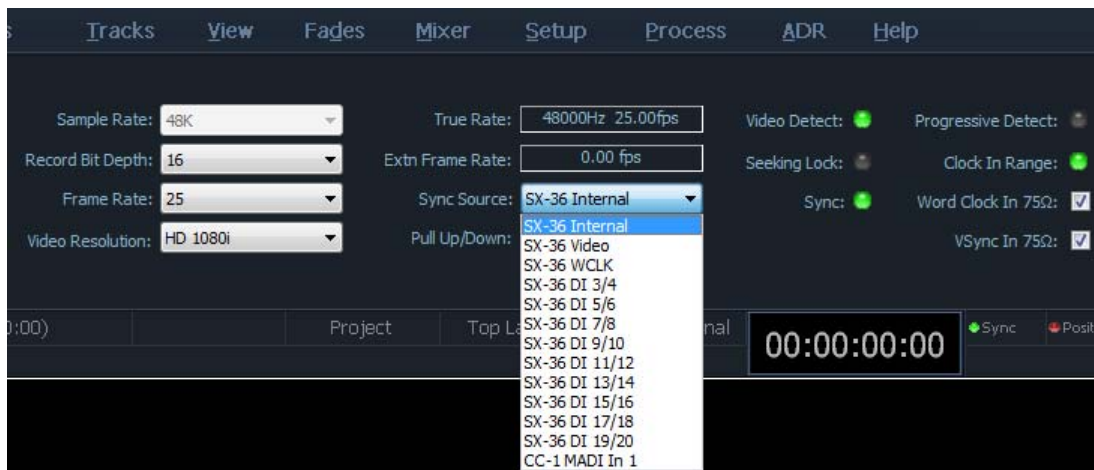 s Tracks View Fades Mixer Setup Process ADR Help
Sample Rate: 48K True Rate: 48000Hz 25.00fps Video Detect: Progressive Detect:
Record Bit Depth: 16 Extn Frame Rate: 0.00 fps Seeking Lock: Clock In Range:
Frame Rate: 25 Sync Source: SX-36 Internal Sync: Word Clock In 75Ω:
Video Resolution: HD 1080i Pull Up/Down: VSync In 75Ω:
SX-36 Internal
SX-36 Video
SX-36 WCLK
SX-36 DI 3/4
SX-36 DI 5/6
SX-36 DI 7/8
SX-36 DI 9/10
SX-36 DI 11/12
SX-36 DI 13/14
SX-36 DI 15/16
SX-36 DI 17/18
SX-36 DI 19/20
CC-1 MADI In 1
:00) Project Top La nal 00:00:00:00 Sync Posit